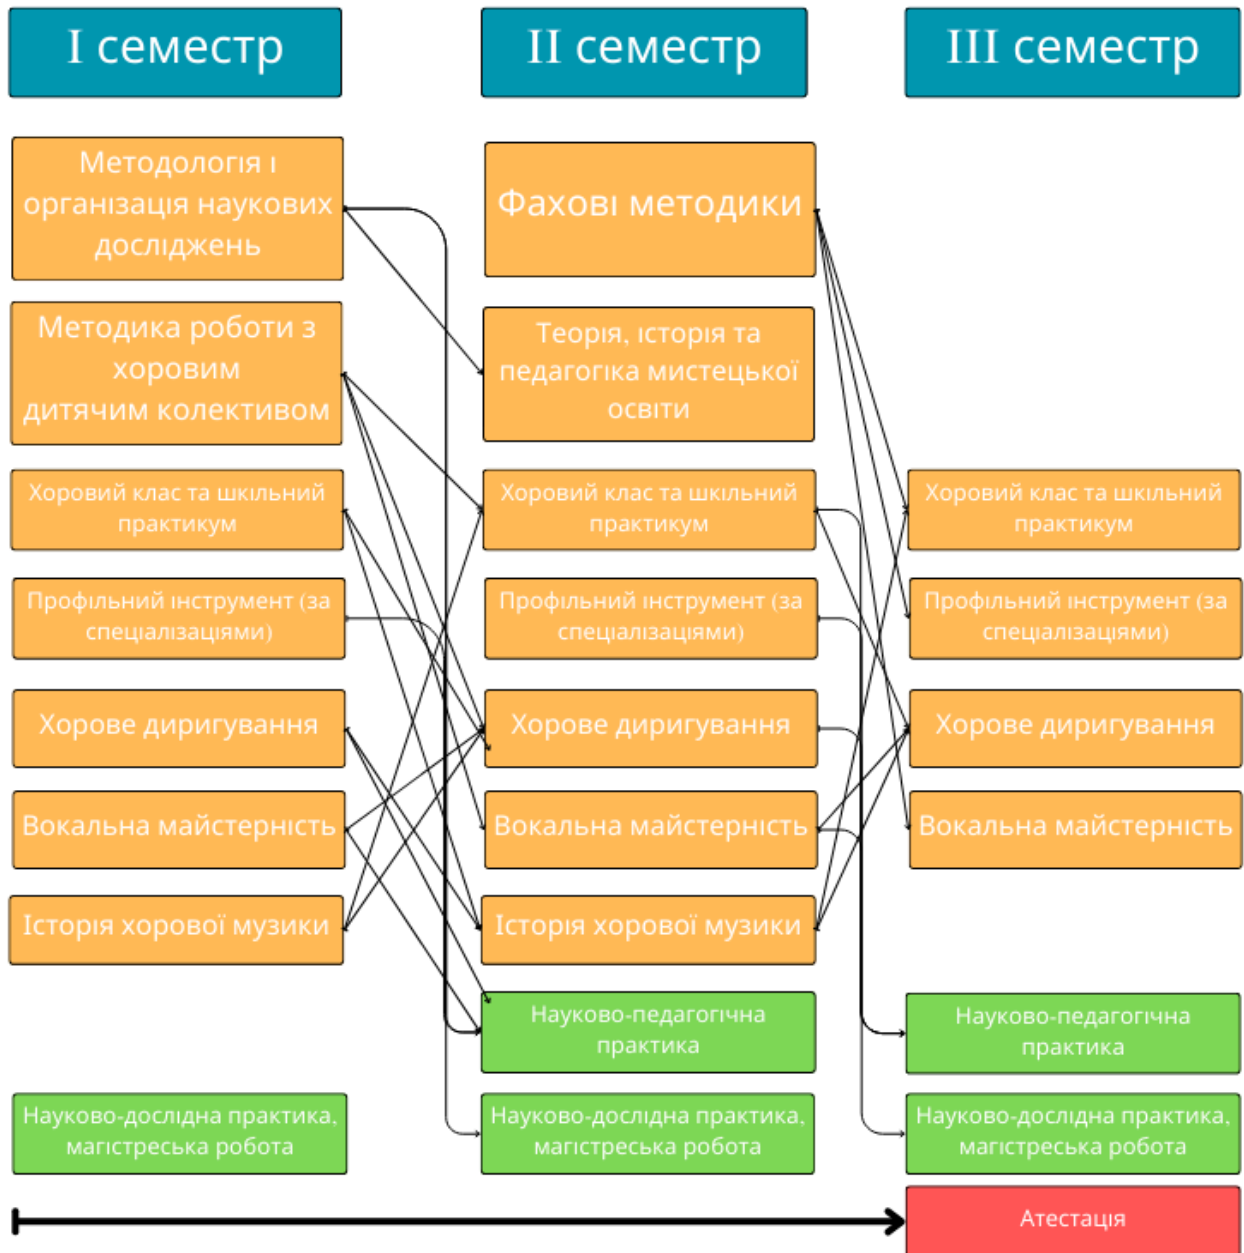 I семестр
II семестр
III семестр
Методологія і
організація наукових
досліджень
Фахові методики
Методика роботи з
хоровим
дитячим колективом
Теорія, історія та
педагогіка мистецької
освіти
Хоровий клас та шкільний
практикум
Хоровий клас та шкільний
практикум
Хоровий клас та шкільний
практикум
Профільний інструмент (за
спеціалізаціями)
Профільний інструмент (за
спеціалізаціями)
Профільний інструмент (за
спеціалізаціями)
Хорове диригування
Хорове диригування
Хорове диригування
Вокальна майстерність
Вокальна майстерність
Вокальна майстерність
Історія хорової музики
Історія хорової музики
Науково-педагогічна
практика
Науково-педагогічна
практика
Науково-дослідна практика,
магістреська робота
Науково-дослідна практика,
магістреська робота
Науково-дослідна практика,
магістреська робота
Атестація